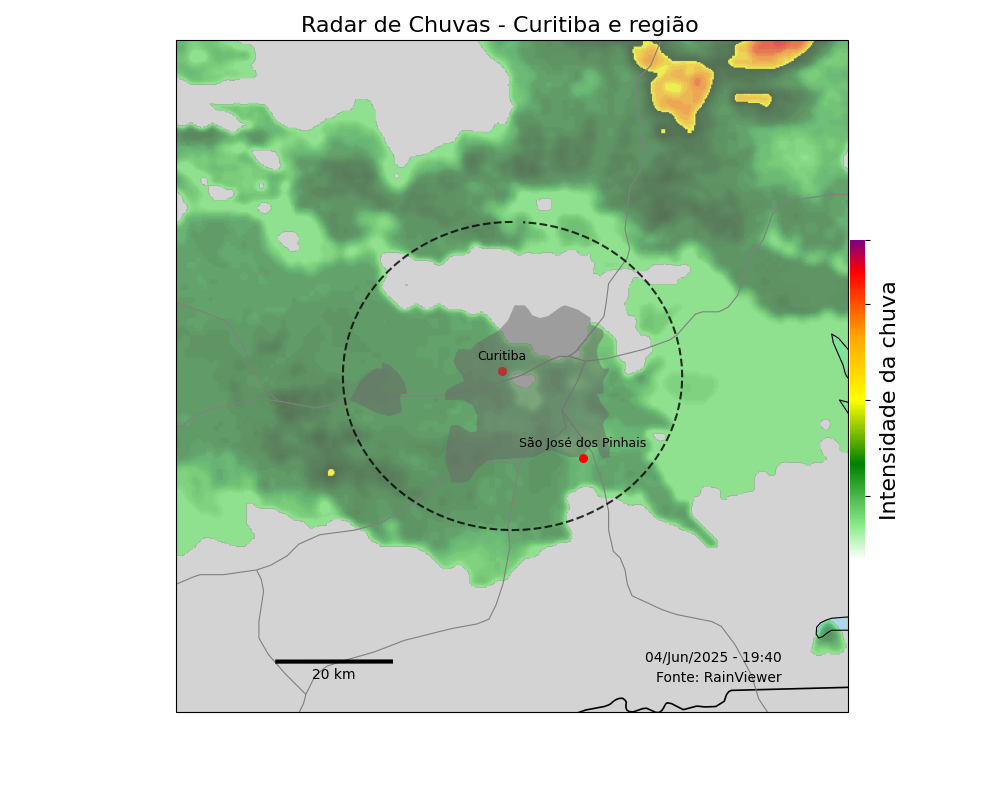 Radar de Chuvas - Curitiba e região
Curitiba
São José dos Pinhais
Intensidade da chuva
20 km
04/Jun/2025 - 19:40
Fonte: RainViewer